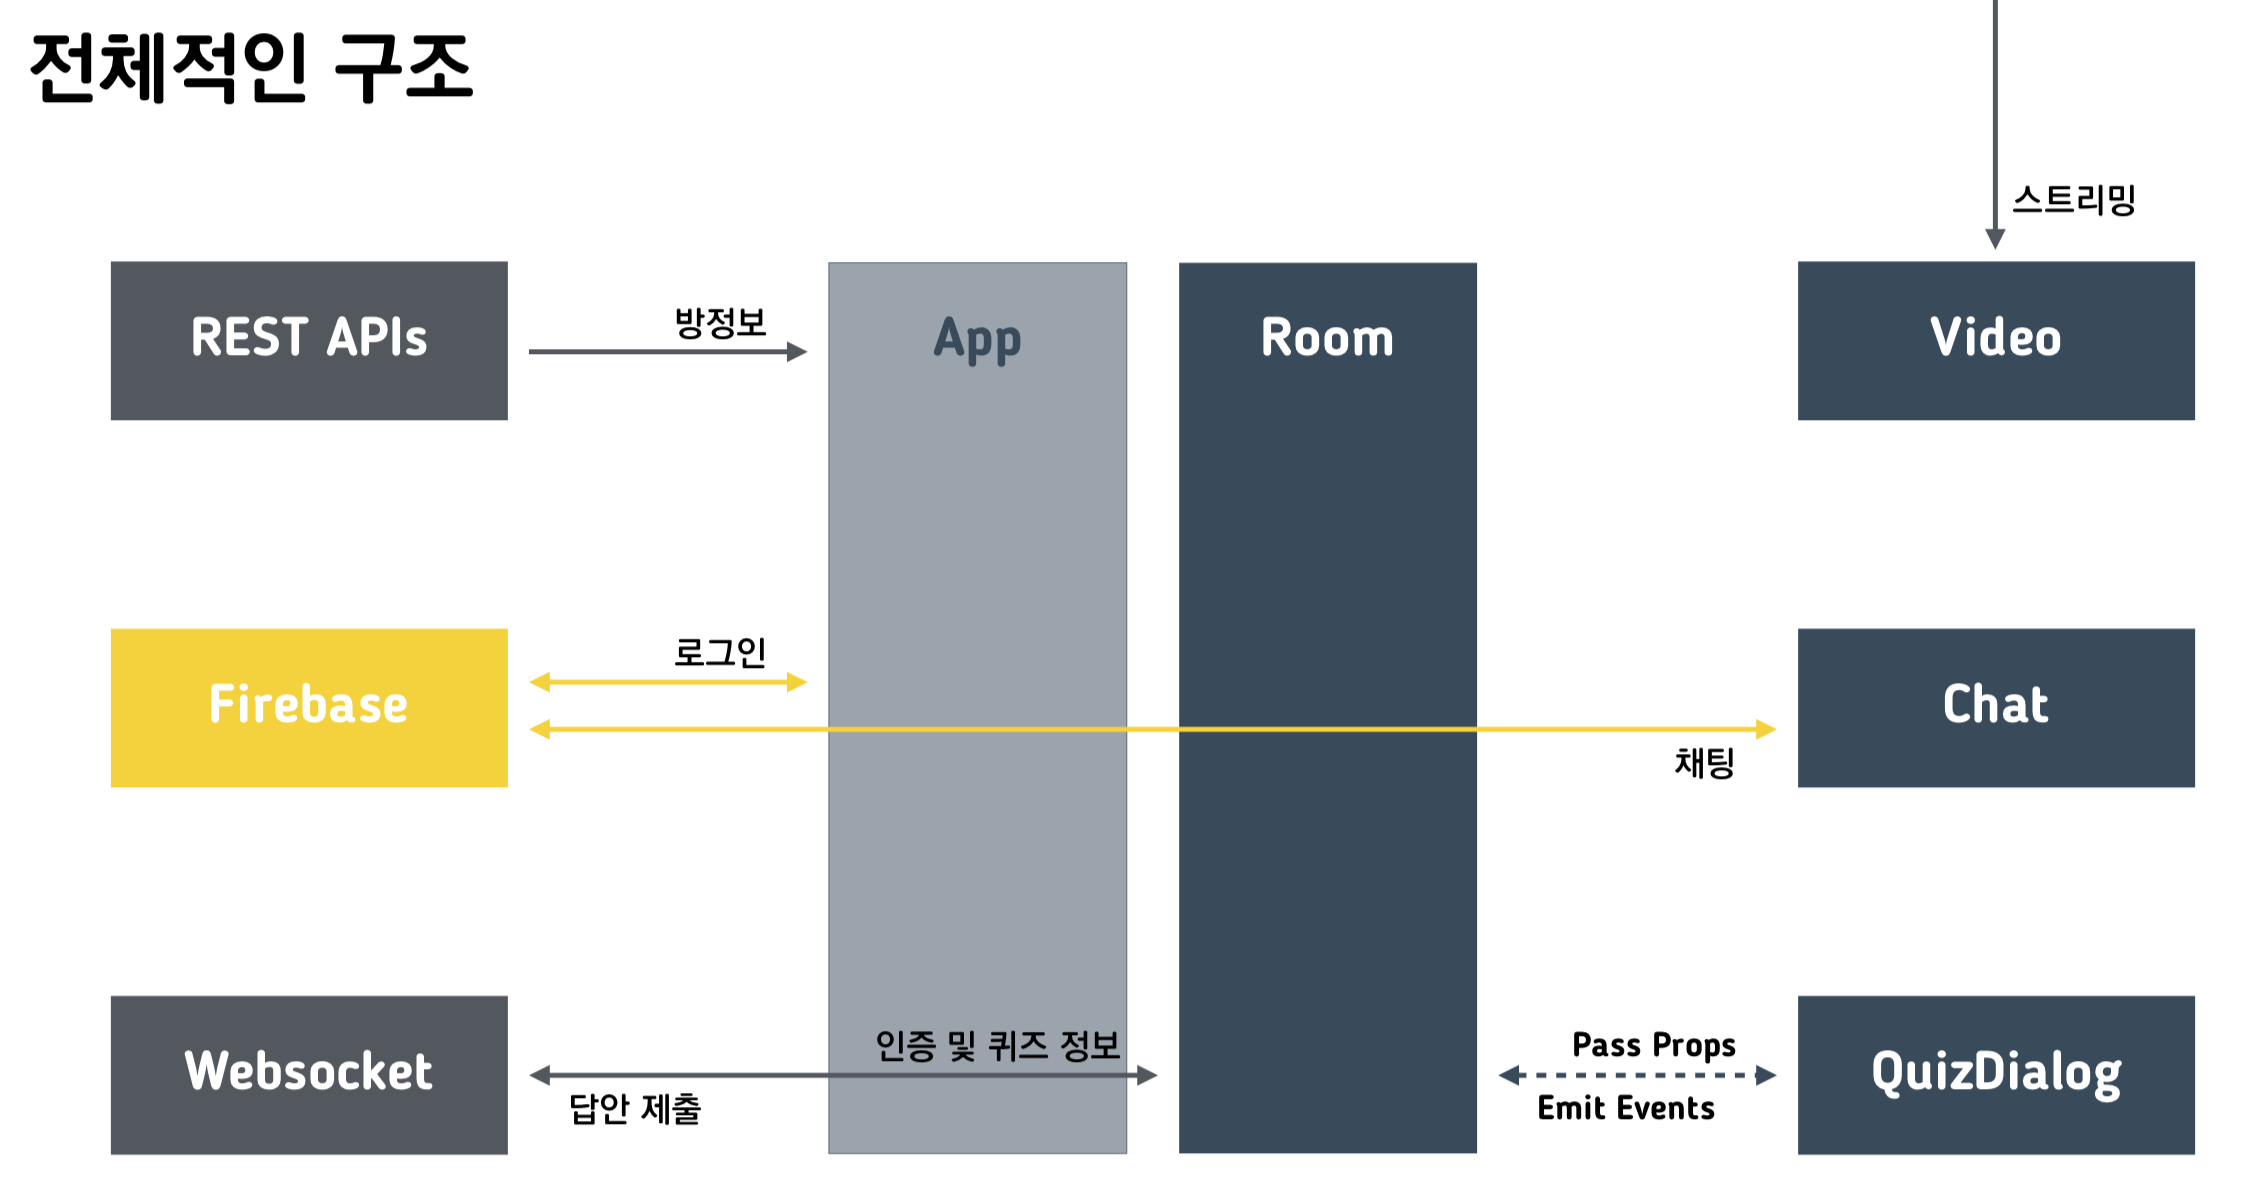 전체적인 구조
스트리밍
REST APIs
방정보
App
Room
Video
Firebase
로그인
채팅
Chat
Websocket
인증 및 퀴즈 정보
답안 제출
Pass Props
Emit Events
QuizDialog